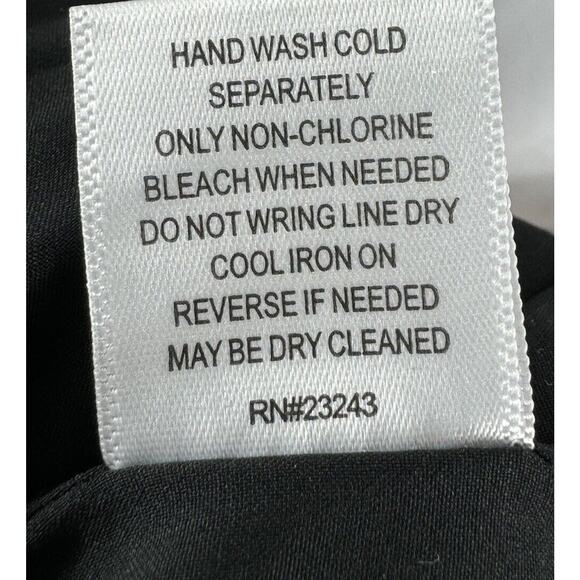 HAND WASH COLD
SEPARATELY
ONLY NON-CHLORINE
BLEACH WHEN NEEDED
DO NOT WRING LINE DRY
COOL IRON ON
REVERSE IF NEEDED
MAY BE DRY CLEANED
RN#23243